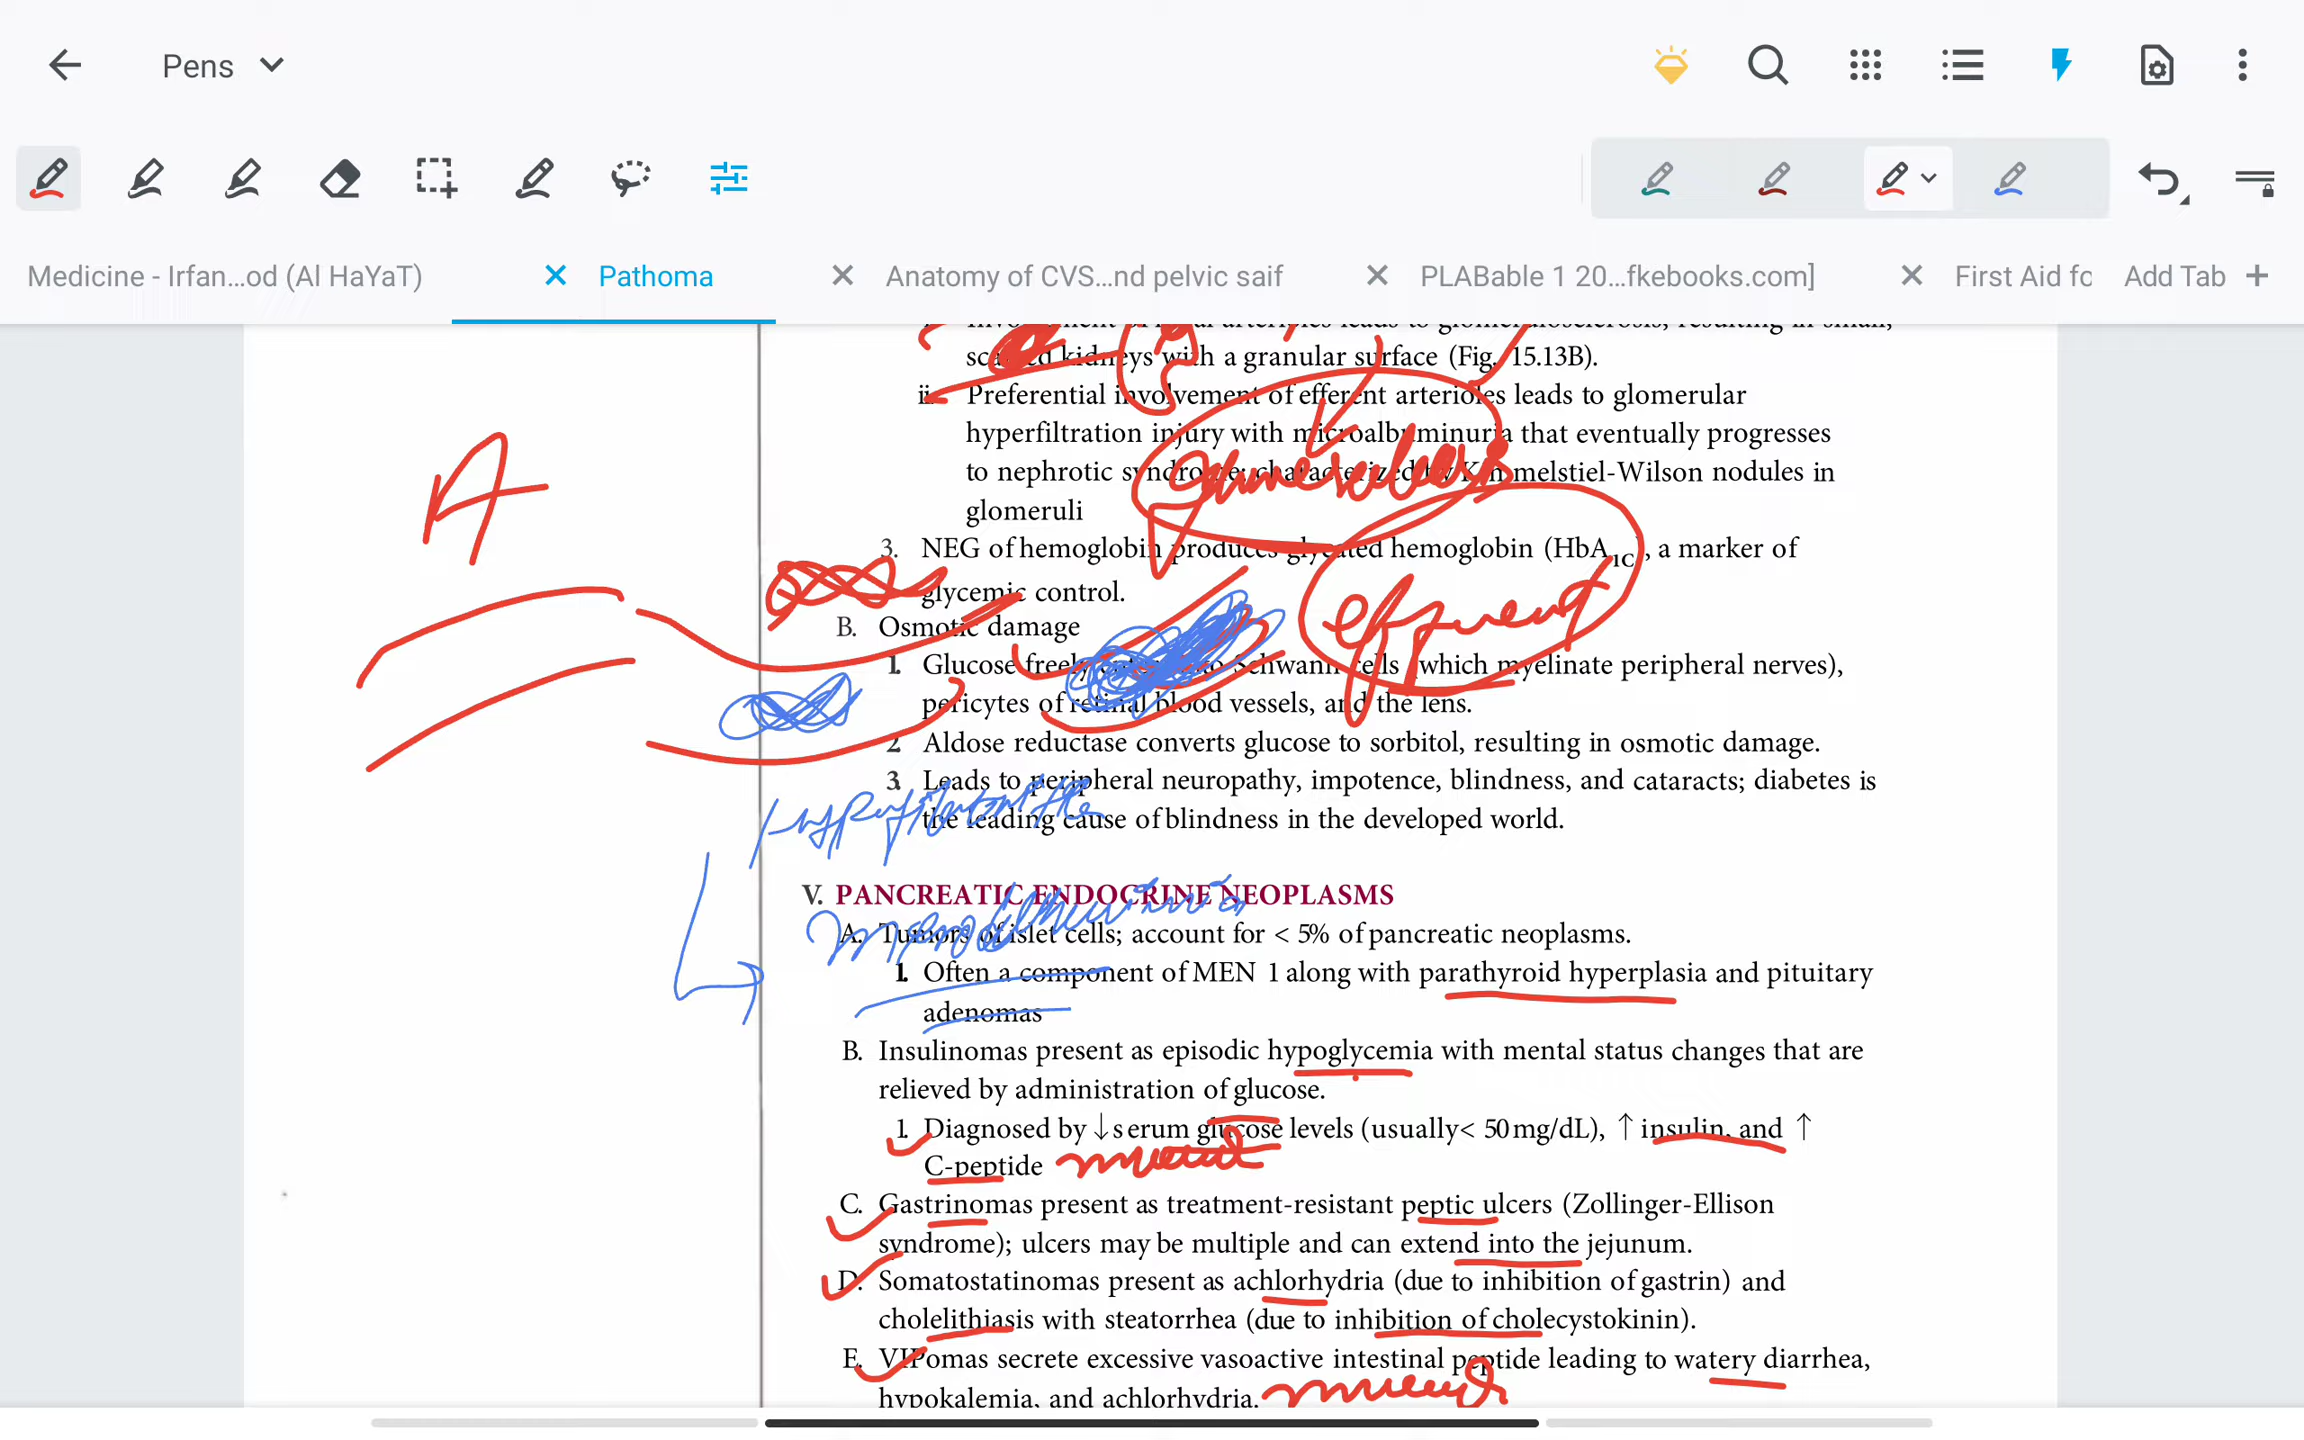 Pens
Medicine - Irfan...od (Al HaYaT)
Pathoma
Anatomy of CVS...nd pelvic saif
PLABable 1 20...fkebooks.com]
First Aid fc
Add Tab
scarred kidneys with a granular surface (Fig. 15.13B).
ii. Preferential involvement of efferent arterioles leads to glomerular
hyperfiltration injury with microalbuminuria that eventually progresses
to nephrotic syndrome; characterized by Kimmelstiel-Wilson nodules in
glomeruli
3. NEG of hemoglobin produces glycated hemoglobin (HbA1C), a marker of
glycemic control.
B. Osmotic damage
1. Glucose freely into Schwann cells (which myelinate peripheral nerves),
pericytes of retinal blood vessels, and the lens.
2. Aldose reductase converts glucose to sorbitol, resulting in osmotic damage.
3. Leads to peripheral neuropathy, impotence, blindness, and cataracts; diabetes is
the leading cause of blindness in the developed world.
V. PANCREATIC ENDOCRINE NEOPLASMS
A. Tumors of islet cells; account for < 5% of pancreatic neoplasms.
1. Often a component of MEN 1 along with parathyroid hyperplasia and pituitary
adenomas
B. Insulinomas present as episodic hypoglycemia with mental status changes that are
relieved by administration of glucose.
1. Diagnosed by ↓ serum glucose levels (usually< 50 mg/dL), ↑ insulin, and ↑
C-peptide
C. Gastrinomas present as treatment-resistant peptic ulcers (Zollinger-Ellison
syndrome); ulcers may be multiple and can extend into the jejunum.
D. Somatostatinomas present as achlorhydria (due to inhibition of gastrin) and
cholelithiasis with steatorrhea (due to inhibition of cholecystokinin).
E. VIPomas secrete excessive vasoactive intestinal peptide leading to watery diarrhea,
hypokalemia, and achlorhydria.
A
efferent